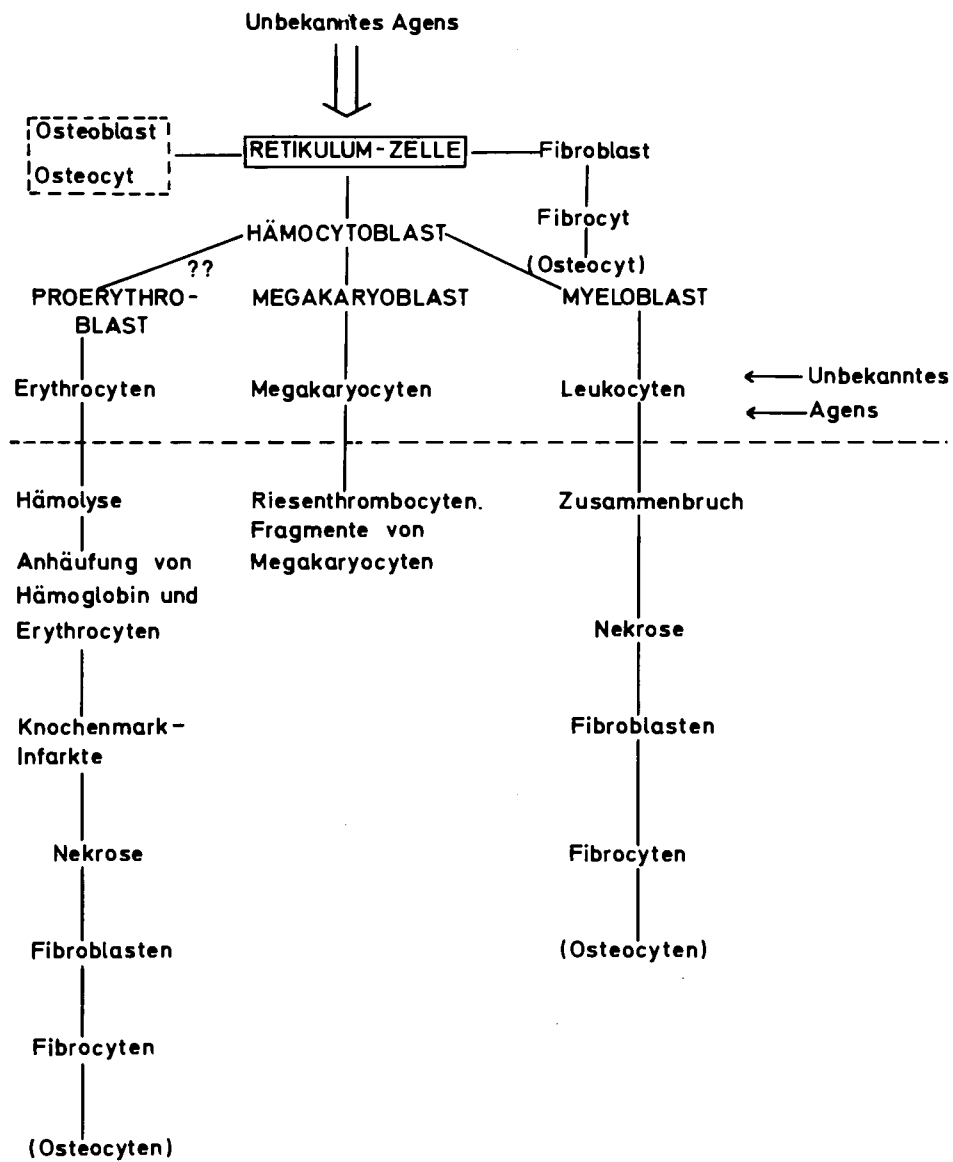 Unbekanntes Agens
Osteoblast
Osteocyt
RETIKULUM-ZELLE
Fibroblast
Fibrocyt
(Osteocyt)
HÄMOCYTOBLAST
??
PROERYTHRO-
BLAST
MEGAKARYOBLAST
MYELOBLAST
Erythrocyten
Megakaryocyten
Leukocyten
Unbekanntes
Agens
Hämolyse
Anhäufung von
Hämoglobin und
Erythrocyten
Knochenmark-
Infarkte
Nekrose
Fibroblasten
Fibrocyten
(Osteocyten)
Riesenthrombocyten.
Fragmente von
Megakaryocyten
Zusammenbruch
Nekrose
Fibroblasten
Fibrocyten
(Osteocyten)